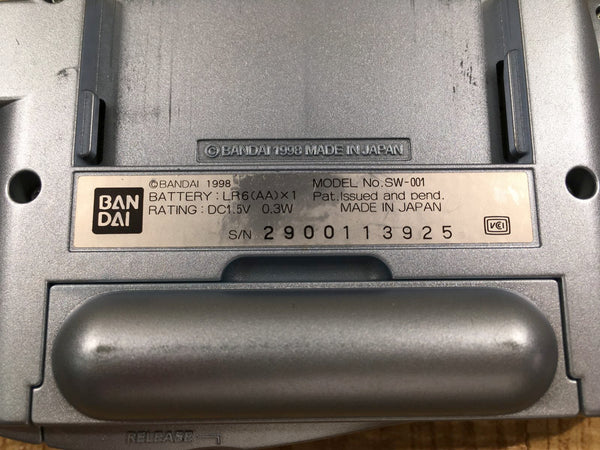 ©BANDAI 1998 MADE IN JAPAN
BAN
DAI
©BANDAI 1998
BATTERY : LR6(AA)×1
RATING : DC1.5V 0.3W
MODEL No.SW-001
Pat.Issued and pend.
MADE IN JAPAN
S/N 2900113925
VCI
RELEASE